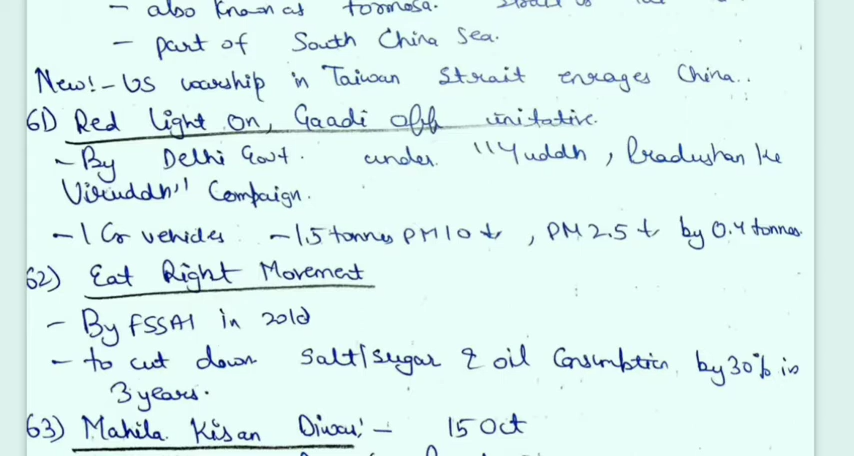 - also known as Formosa.
- part of South China Sea.
New!- US warship in Taiwan Strait enrages China..
61) Red light on, Gaadi off initative.
- By Delhi Govt. under "Yuddh, Pradushan ke
Viruddh" Campaign.
- 1 Cr vehicles - 1.5 tonnes PM10 ↓, PM 2.5 ↓ by 0.4 tonnes
62) Eat Right Movement
- By FSSAI in 2018
- to cut down salt/sugar & oil Consumption by 30% in
3 years.
63) Mahila Kisan Diwas! - 15 Oct